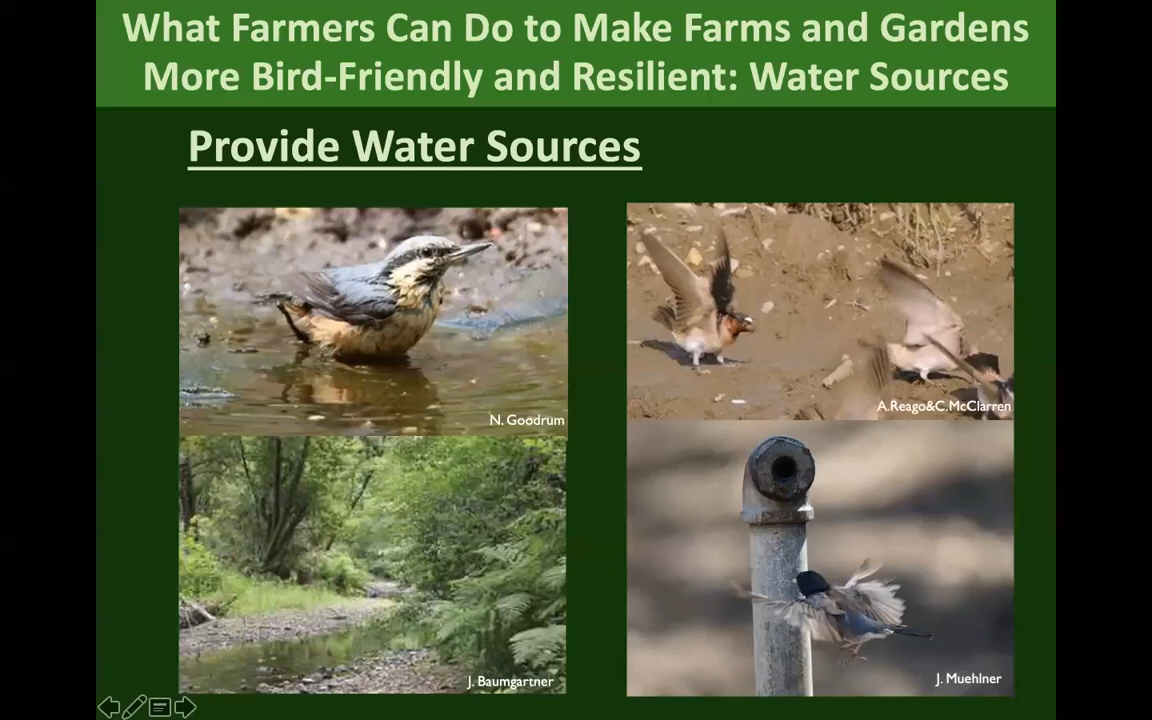 What Farmers Can Do to Make Farms and Gardens
More Bird-Friendly and Resilient: Water Sources
Provide Water Sources
N. Goodrum
A.Reago&C.McClarren
J. Baumgartner
J. Muehlner